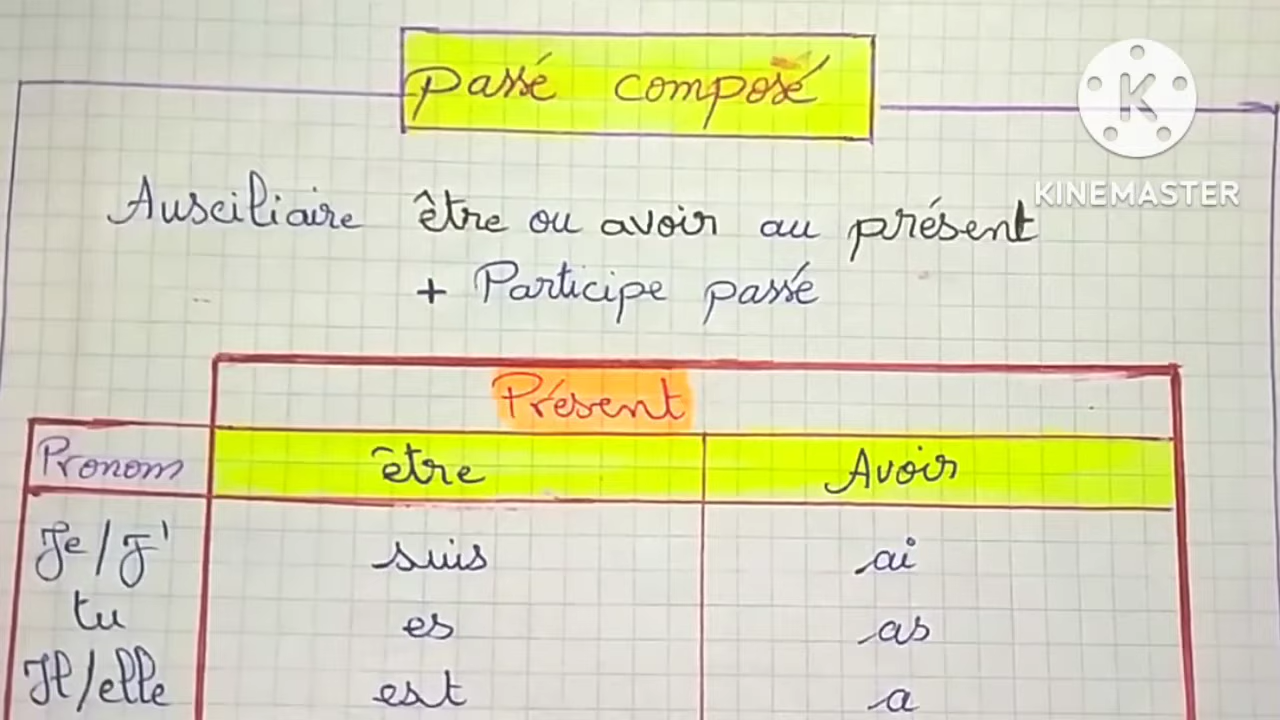 Passé composé
K
KINEMASTER
Auxciliaire être ou avoir au présent
+ Participe passé
Présent
Pronom être Avoir
Je/J' suis ai
tu es as
Il/elle est a